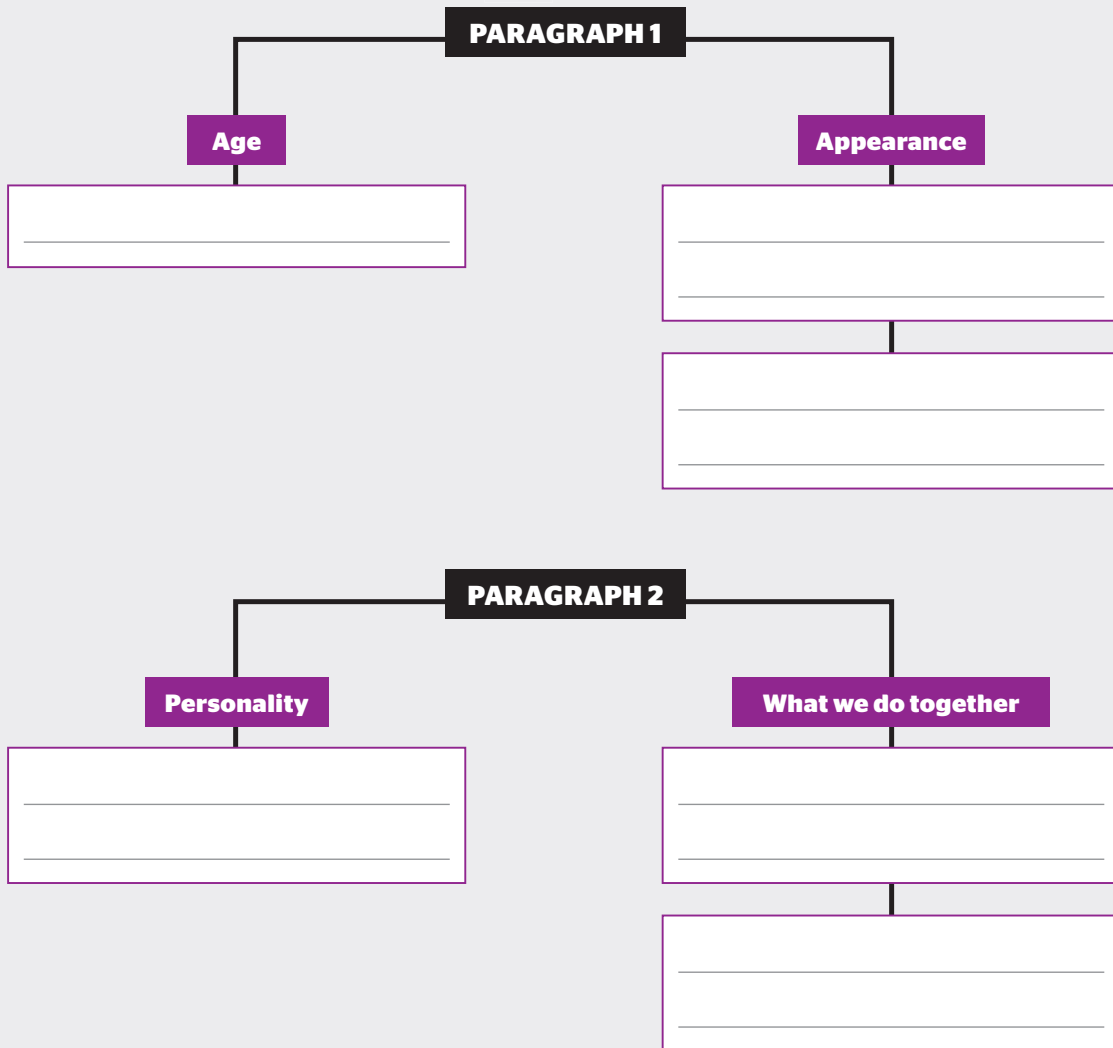 PARAGRAPH 1
Age
Appearance
PARAGRAPH 2
Personality
What we do together